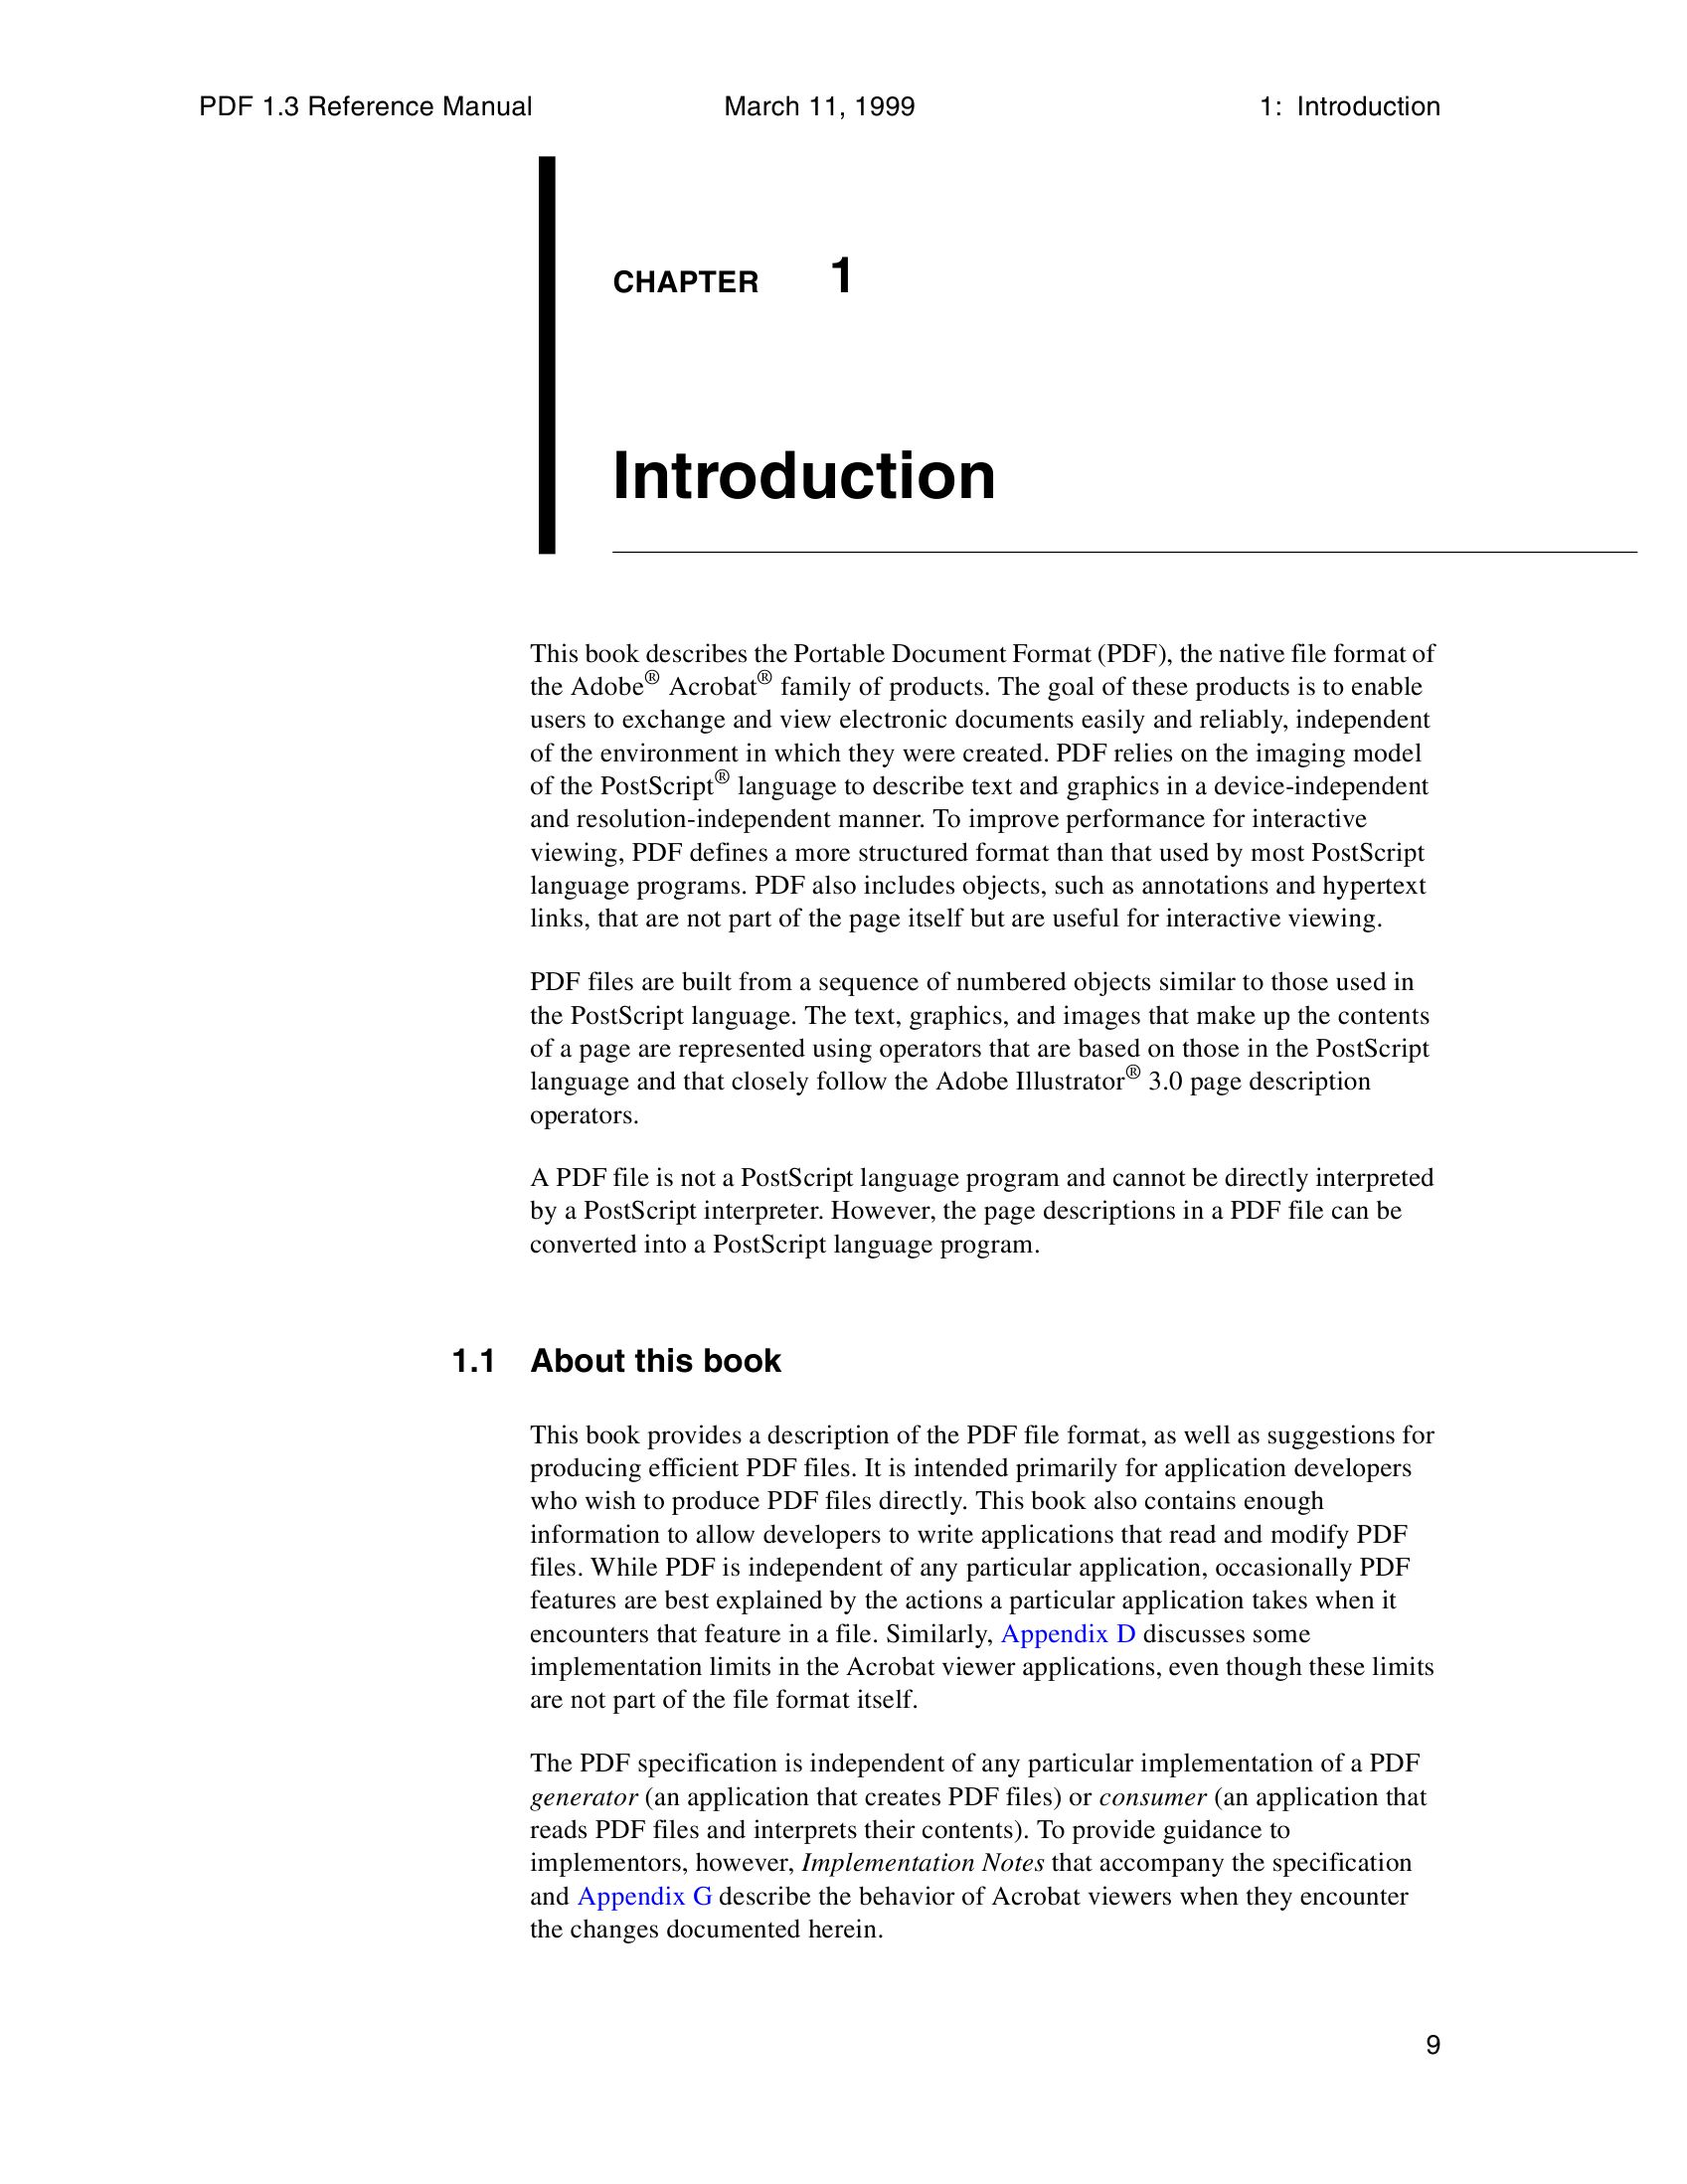 PDF 1.3 Reference Manual March 11, 1999 1: Introduction
CHAPTER 1
Introduction
This book describes the Portable Document Format (PDF), the native file format of
the Adobe® Acrobat® family of products. The goal of these products is to enable
users to exchange and view electronic documents easily and reliably, independent
of the environment in which they were created. PDF relies on the imaging model
of the PostScript® language to describe text and graphics in a device-independent
and resolution-independent manner. To improve performance for interactive
viewing, PDF defines a more structured format than that used by most PostScript
language programs. PDF also includes objects, such as annotations and hypertext
links, that are not part of the page itself but are useful for interactive viewing.
PDF files are built from a sequence of numbered objects similar to those used in
the PostScript language. The text, graphics, and images that make up the contents
of a page are represented using operators that are based on those in the PostScript
language and that closely follow the Adobe Illustrator® 3.0 page description
operators.
A PDF file is not a PostScript language program and cannot be directly interpreted
by a PostScript interpreter. However, the page descriptions in a PDF file can be
converted into a PostScript language program.
1.1 About this book
This book provides a description of the PDF file format, as well as suggestions for
producing efficient PDF files. It is intended primarily for application developers
who wish to produce PDF files directly. This book also contains enough
information to allow developers to write applications that read and modify PDF
files. While PDF is independent of any particular application, occasionally PDF
features are best explained by the actions a particular application takes when it
encounters that feature in a file. Similarly, Appendix D discusses some
implementation limits in the Acrobat viewer applications, even though these limits
are not part of the file format itself.
The PDF specification is independent of any particular implementation of a PDF
generator (an application that creates PDF files) or consumer (an application that
reads PDF files and interprets their contents). To provide guidance to
implementors, however, Implementation Notes that accompany the specification
and Appendix G describe the behavior of Acrobat viewers when they encounter
the changes documented herein.
9